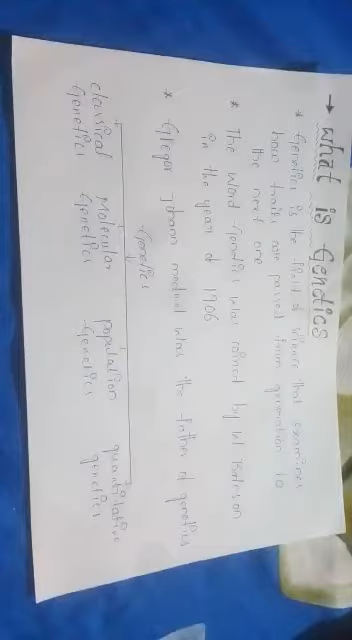 → What is Genetics
* Genetics is the field of science that examines
how traits are passed from generation to
the next one
* The Word Genetics was coined by W Bateson
in the year of 1906
* Gregor Joham mendal was the father of genetics
Genetics
classical Genetics
Molecular Genetics
population Genetics
quantitative genetics